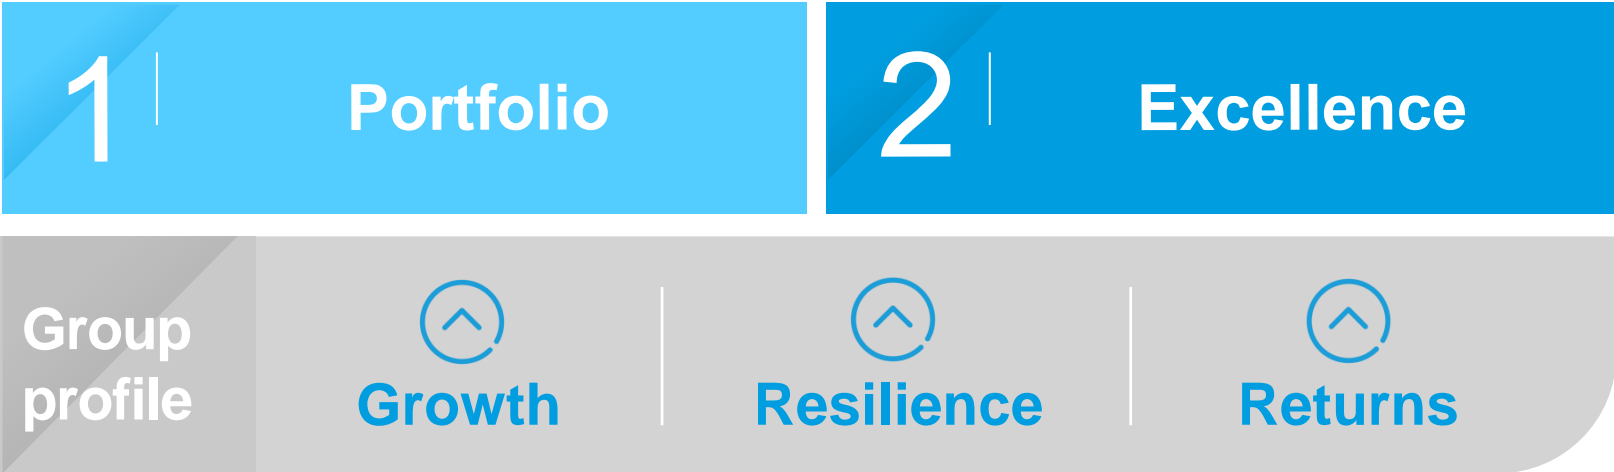 1
Portfolio
2
Excellence
Group
profile
Growth
Resilience
Returns